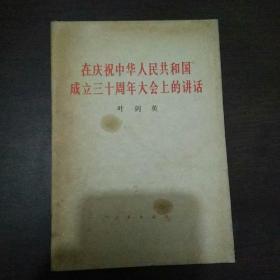 在庆祝中华人民共和国
成立三十周年大会上的讲话
叶剑英